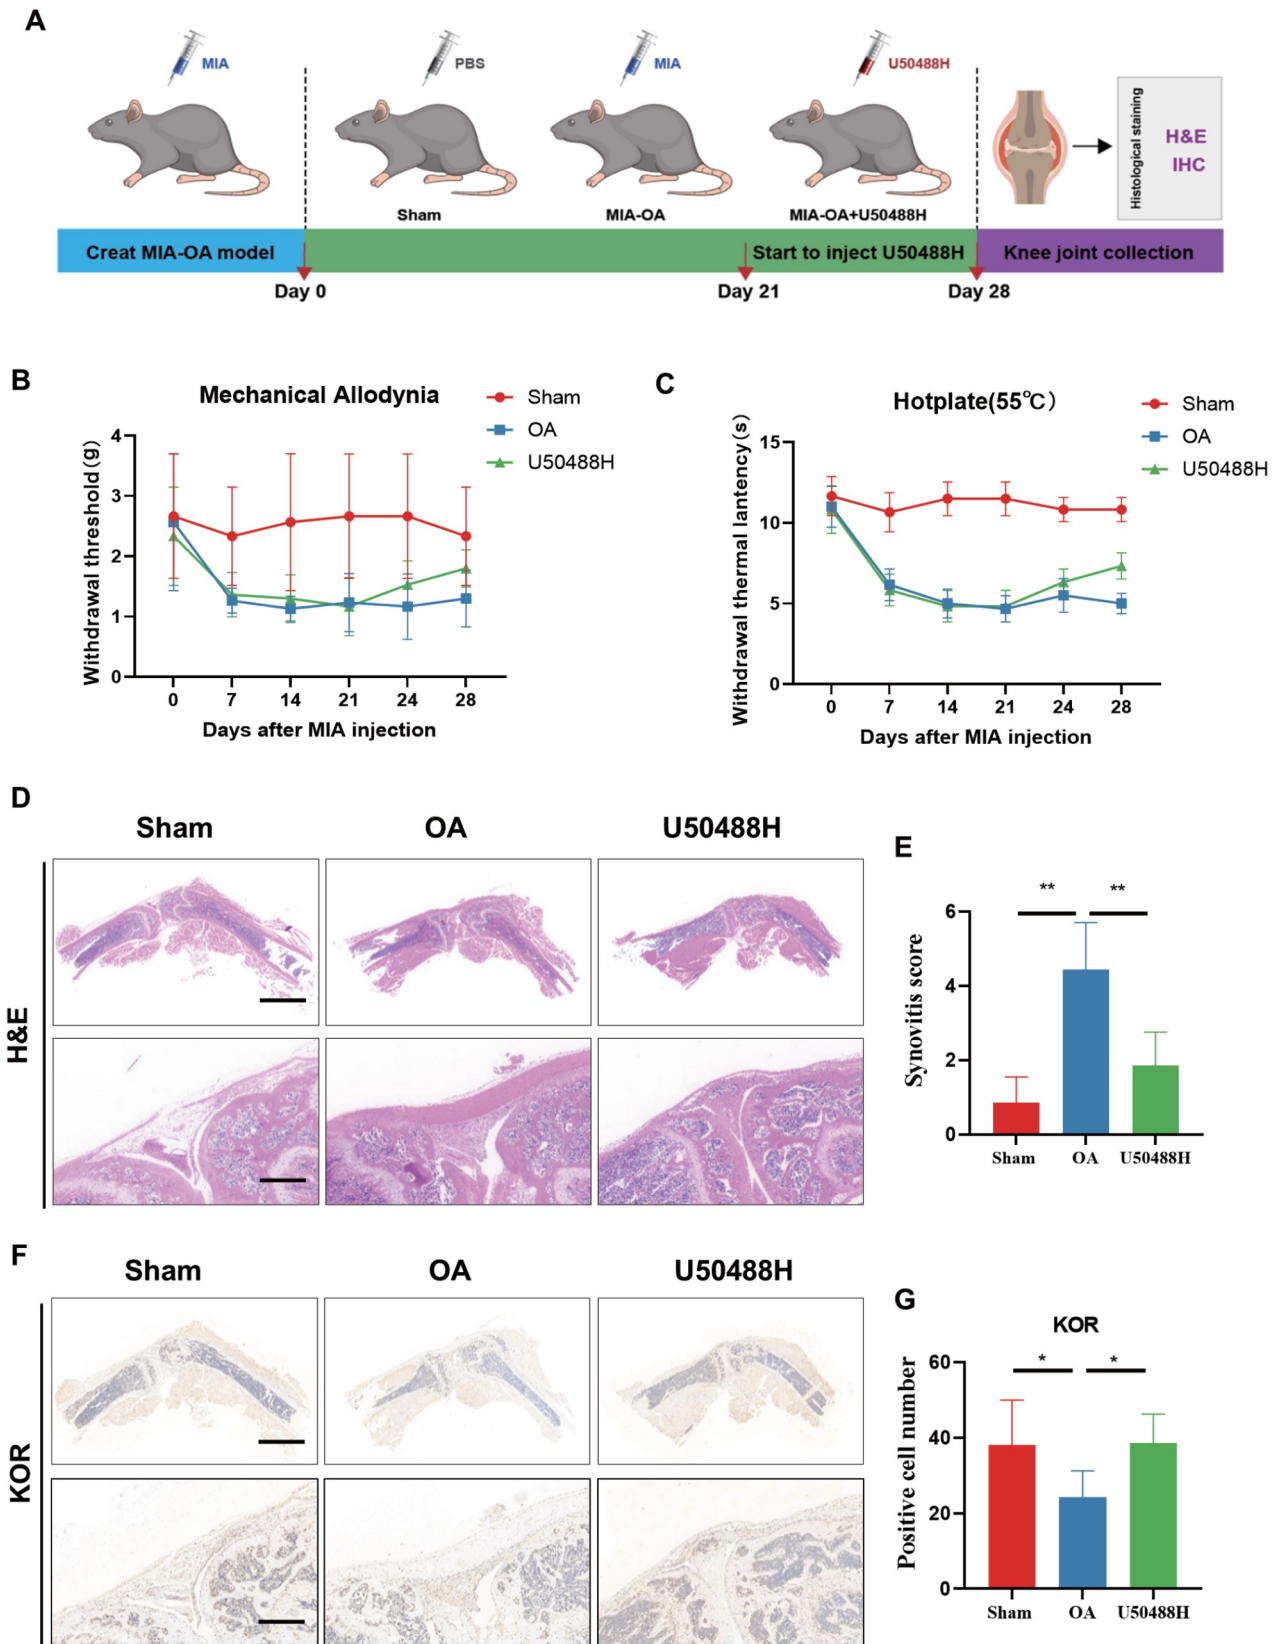 A
MIA
PBS
MIA
U50488H
Histological staining
H&E
IHC
Sham
MIA-OA
MIA-OA+U50488H
Creat MIA-OA model
Start to inject U50488H
Knee joint collection
Day 0
Day 21
Day 28
B
Mechanical Allodynia
Sham
OA
U50488H
Withdrawal threshold(g)
4
3
2
1
0
0 7 14 21 24 28
Days after MIA injection
C
Hotplate(55℃)
Sham
OA
U50488H
Withdrawal thermal lantency(s)
15
10
5
0
0 7 14 21 24 28
Days after MIA injection
D
Sham OA U50488H
H&E
E
** **
Synovitis score
6
4
2
0
Sham OA U50488H
F
Sham OA U50488H
KOR
G
KOR
* *
Positive cell number
60
40
20
0
Sham OA U50488H